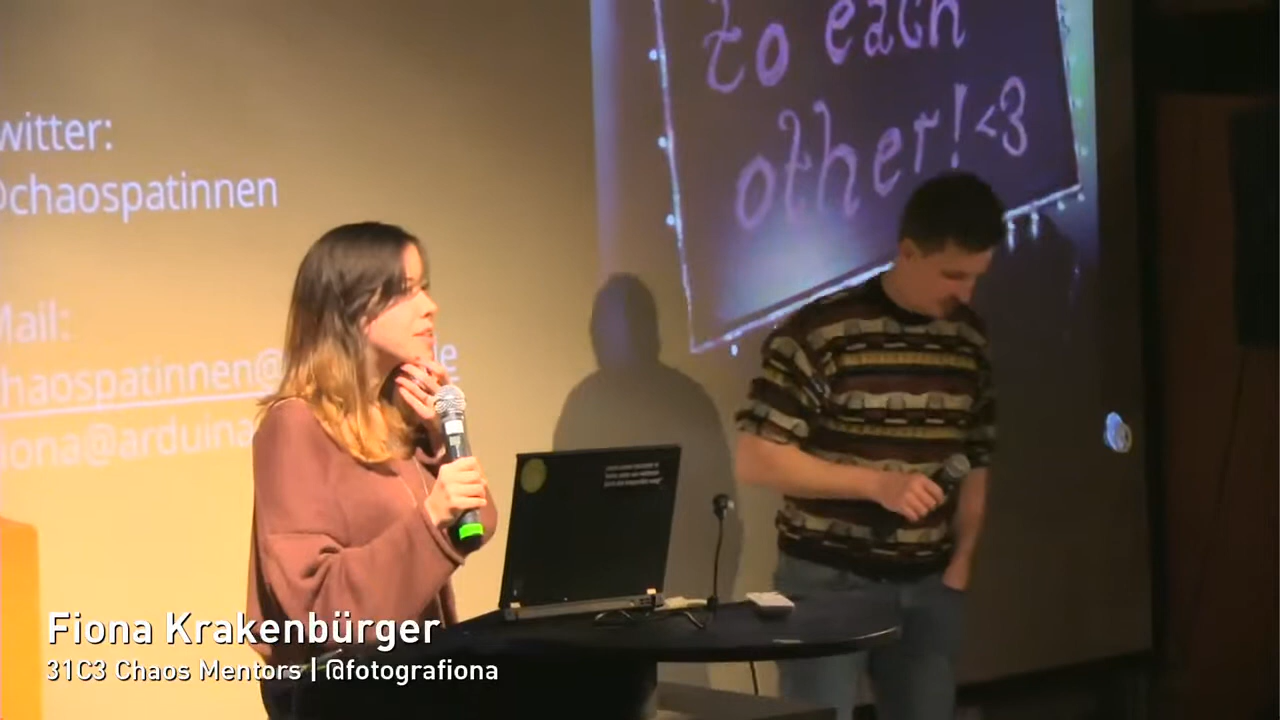 witter:
@chaospatinnen
Mail:
haospatinnen@
e
iona@arduina
to each
other! <3
Fiona Krakenbürger
31C3 Chaos Mentors | @fotografiona